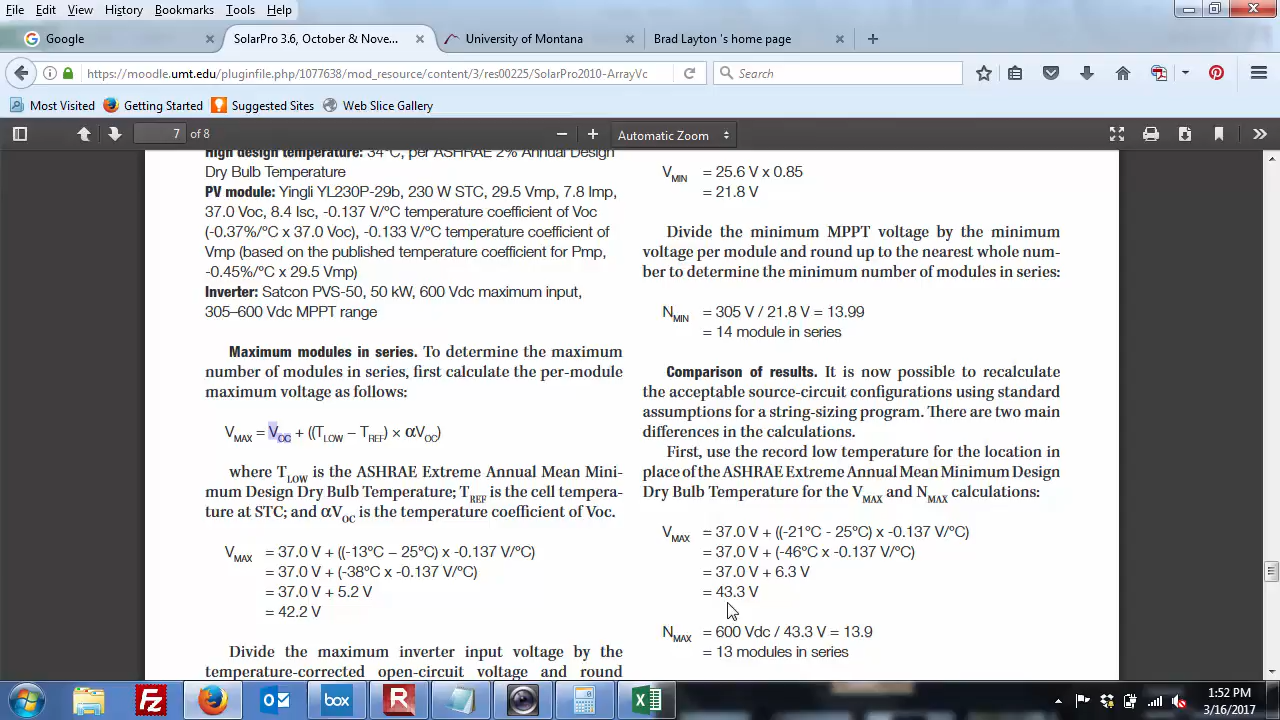 File Edit View History Bookmarks Tools Help
Google
SolarPro 3.6, October & Nove...
University of Montana
Brad Layton 's home page
https://moodle.umt.edu/pluginfile.php/1077638/mod_resource/content/3/res00225/SolarPro2010-ArrayVc
Search
Most Visited Getting Started Suggested Sites Web Slice Gallery
7 of 8
Automatic Zoom
High design temperature: 34°C, per ASHRAE 2% Annual Design
Dry Bulb Temperature
PV module: Yingli YL230P-29b, 230 W STC, 29.5 Vmp, 7.8 Imp,
37.0 Voc, 8.4 Isc, -0.137 V/°C temperature coefficient of Voc
(-0.37%/°C x 37.0 Voc), -0.133 V/°C temperature coefficient of
Vmp (based on the published temperature coefficient for Pmp,
-0.45%/°C x 29.5 Vmp)
Inverter: Satcon PVS-50, 50 kW, 600 Vdc maximum input,
305–600 Vdc MPPT range
Maximum modules in series. To determine the maximum
number of modules in series, first calculate the per-module
maximum voltage as follows:
VMAX = VOC + ((TLOW – TREF) × αVOC)
where TLOW is the ASHRAE Extreme Annual Mean Mini-
mum Design Dry Bulb Temperature; TREF is the cell tempera-
ture at STC; and αVOC is the temperature coefficient of Voc.
VMAX = 37.0 V + ((-13°C – 25°C) x -0.137 V/°C)
= 37.0 V + (-38°C x -0.137 V/°C)
= 37.0 V + 5.2 V
= 42.2 V
Divide the maximum inverter input voltage by the
temperature-corrected open-circuit voltage and round
VMIN = 25.6 V x 0.85
= 21.8 V
Divide the minimum MPPT voltage by the minimum
voltage per module and round up to the nearest whole num-
ber to determine the minimum number of modules in series:
NMIN = 305 V / 21.8 V = 13.99
= 14 module in series
Comparison of results. It is now possible to recalculate
the acceptable source-circuit configurations using standard
assumptions for a string-sizing program. There are two main
differences in the calculations.
First, use the record low temperature for the location in
place of the ASHRAE Extreme Annual Mean Minimum Design
Dry Bulb Temperature for the VMAX and NMAX calculations:
VMAX = 37.0 V + ((-21°C - 25°C) x -0.137 V/°C)
= 37.0 V + (-46°C x -0.137 V/°C)
= 37.0 V + 6.3 V
= 43.3 V
NMAX = 600 Vdc / 43.3 V = 13.9
= 13 modules in series
box
1:52 PM
3/16/2017